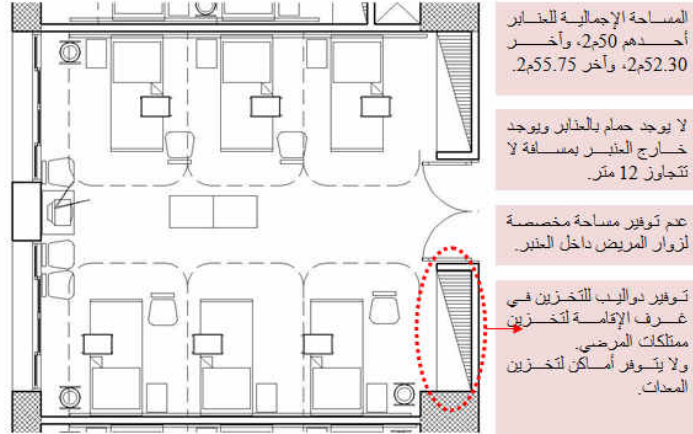 المساحة الإجمالية للعنابر
أحدهم 50م2، وآخر
52.30م2، وآخر 55.75م2.
لا يوجد حمام بالعنابر ويوجد
خارج العنبر بمسافة لا
تتجاوز 12 متر.
عدم توفير مساحة مخصصة
لزوار المريض داخل العنبر.
توفير دواليب للتخزين في
غرف الإقامة لتخزين
ممتلكات المرضي.
ولا يتوفر أماكن لتخزين
المعدات.